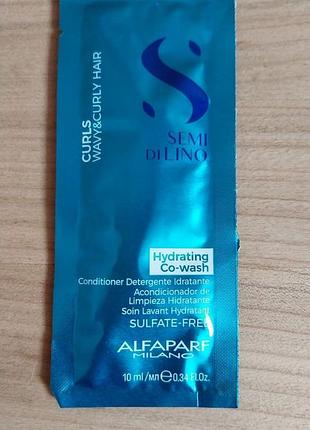 CURLS
WAVY&CURLY HAIR
SEMI
DI LINO
Hydrating
Co-wash
Conditioner Detergente Idratante
Acondicionador de
Limpieza Hidratante
Soin Lavant Hydratant
SULFATE-FREE
ALFAPARF
MILANO
10 ml/мл ℮ 0.34 Fl.Oz.